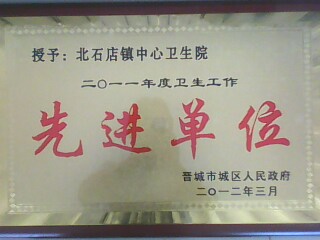 授予：北石店镇中心卫生院
二〇一一年度卫生工作
先进单位
晋城市城区人民政府
二〇一二年三月